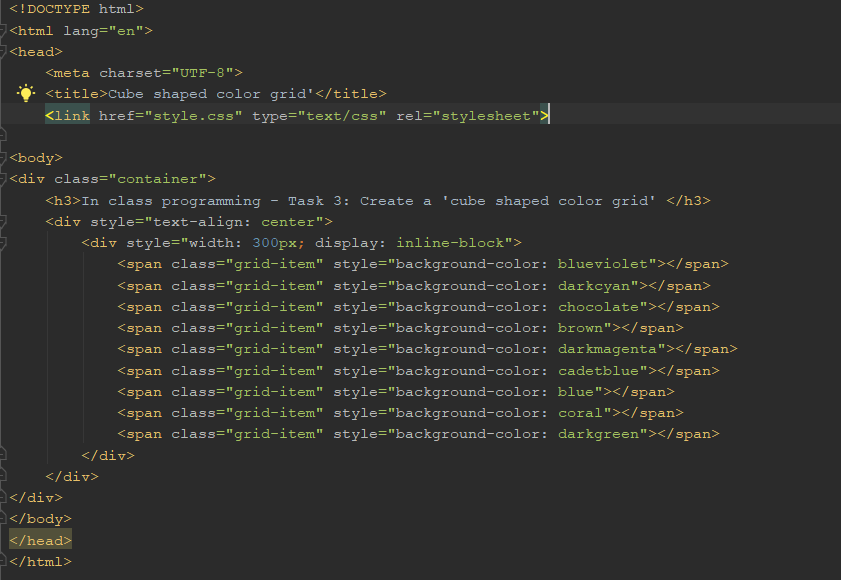 <!DOCTYPE html>
<html lang="en">
<head>
    <meta charset="UTF-8">
    <title>Cube shaped color grid'</title>
    <link href="style.css" type="text/css" rel="stylesheet">

<body>
<div class="container">
    <h3>In class programming - Task 3: Create a 'cube shaped color grid' </h3>
    <div style="text-align: center">
        <div style="width: 300px; display: inline-block">
            <span class="grid-item" style="background-color: blueviolet"></span>
            <span class="grid-item" style="background-color: darkcyan"></span>
            <span class="grid-item" style="background-color: chocolate"></span>
            <span class="grid-item" style="background-color: brown"></span>
            <span class="grid-item" style="background-color: darkmagenta"></span>
            <span class="grid-item" style="background-color: cadetblue"></span>
            <span class="grid-item" style="background-color: blue"></span>
            <span class="grid-item" style="background-color: coral"></span>
            <span class="grid-item" style="background-color: darkgreen"></span>
        </div>
    </div>
</div>
</body>
</head>
</html>